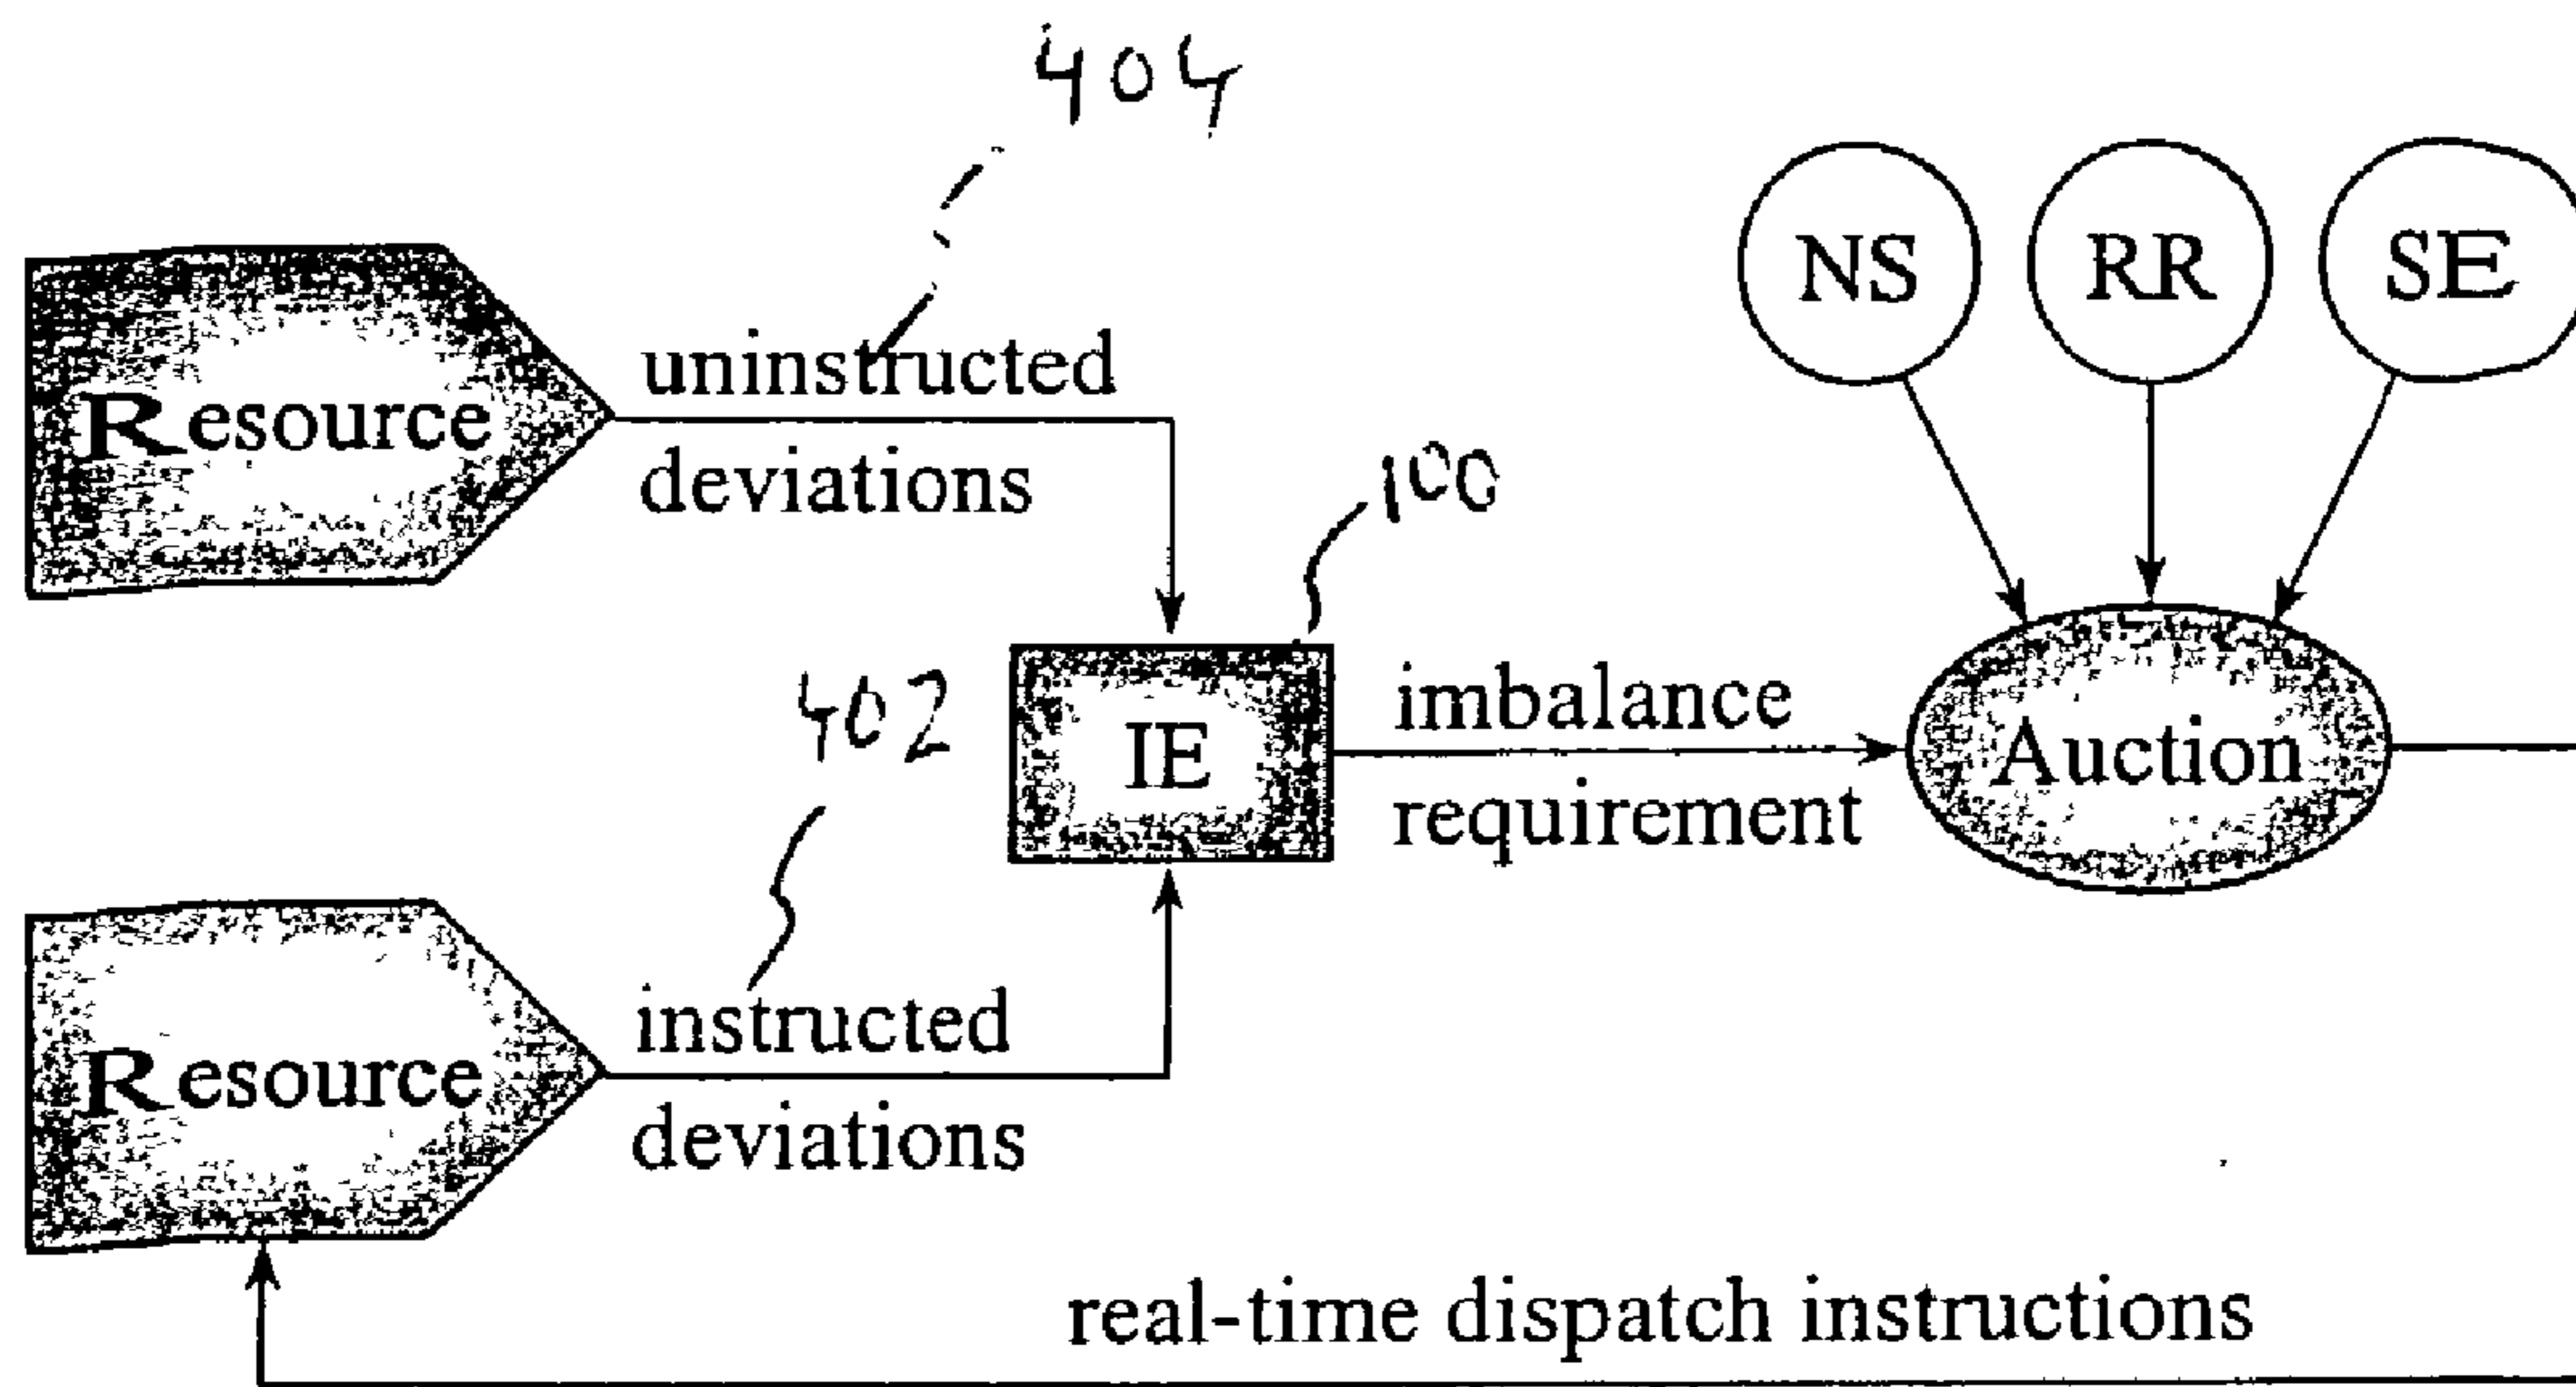 404
NS RR SE
uninstructed
Resource
deviations
100
402
imbalance
IE
Auction
requirement
instructed
Resource
deviations
real-time dispatch instructions